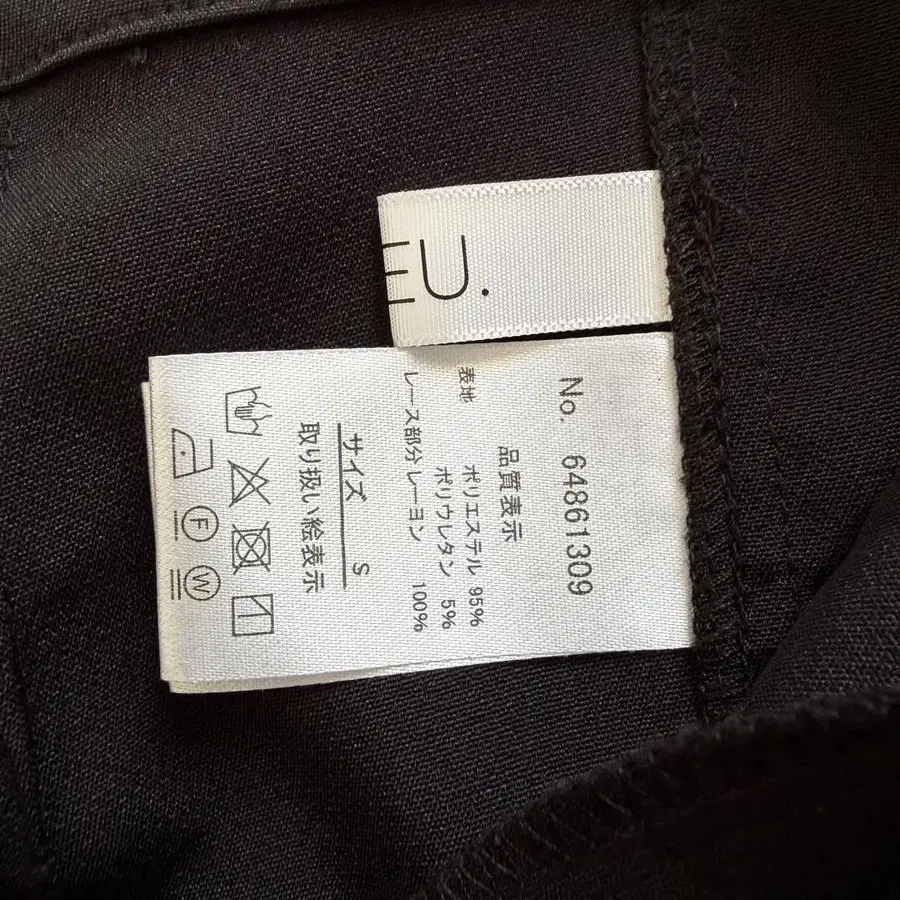 EU.
No. 64861309
品質表示
表地 ポリエステル 95%
ポリウレタン 5%
レース部分 レーヨン 100%
サイズ S
取り扱い絵表示
F
W